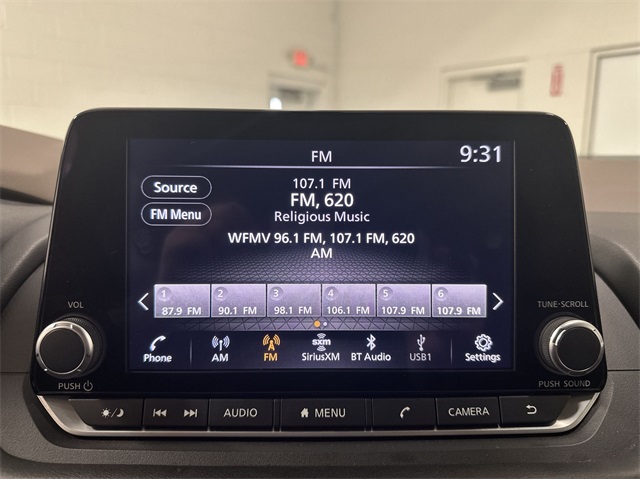 FM
9:31
Source
107.1 FM
FM, 620
FM Menu
Religious Music
WFMV 96.1 FM, 107.1 FM, 620
AM
1 2 3 4 5 6
87.9 FM 90.1 FM 98.1 FM 106.1 FM 107.9 FM 107.9 FM
VOL
TUNE·SCROLL
sxm
Phone AM FM SiriusXM BT Audio USB1 Settings
PUSH
PUSH SOUND
AUDIO MENU CAMERA